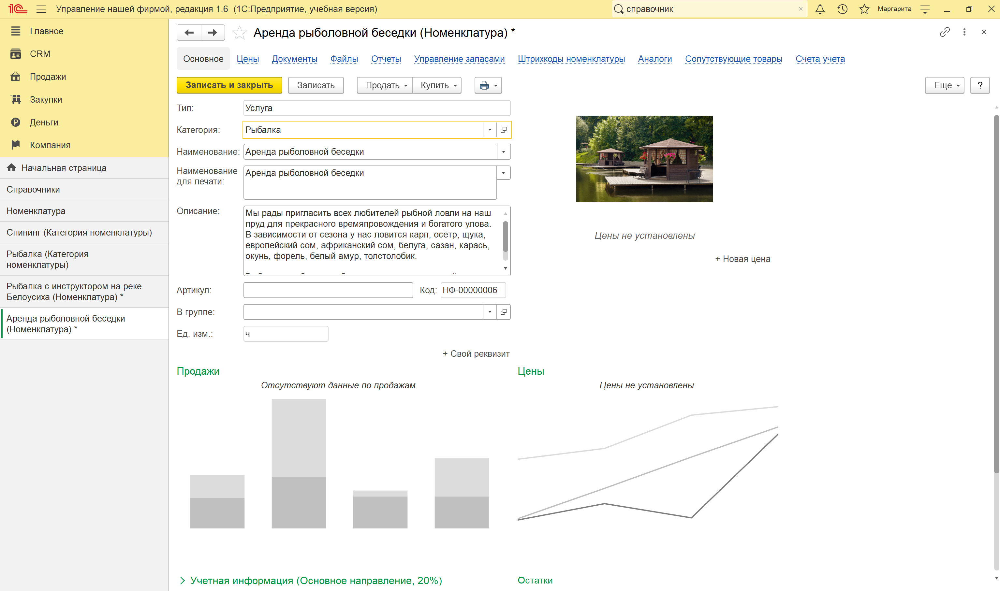 1С Управление нашей фирмой, редакция 1.6 (1С:Предприятие, учебная версия)
справочник
Маргарита
Главное
CRM
Продажи
Закупки
Деньги
Компания
Начальная страница
Справочники
Номенклатура
Спининг (Категория номенклатуры)
Рыбалка (Категория
номенклатуры)
Рыбалка с инструктором на реке
Белоусиха (Номенклатура) *
Аренда рыболовной беседки
(Номенклатура) *
Аренда рыболовной беседки (Номенклатура) *
Основное Цены Документы Файлы Отчеты Управление запасами Штрихкоды номенклатуры Аналоги Сопутствующие товары Счета учета
Записать и закрыть Записать Продать Купить Еще ?
Тип: Услуга
Категория: Рыбалка
Наименование: Аренда рыболовной беседки
Наименование
для печати: Аренда рыболовной беседки
Описание: Мы рады пригласить всех любителей рыбной ловли на наш
пруд для прекрасного времяпровождения и богатого улова.
В зависимости от сезона у нас ловится карп, осётр, щука,
европейский сом, африканский сом, белуга, сазан, карась,
окунь, форель, белый амур, толстолобик.
18
Цены не установлены
+ Новая цена
Артикул: Код: НФ-00000006
В группе:
Ед. изм.: ч
+ Свой реквизит
Продажи
Отсутствуют данные по продажам.
Цены
Цены не установлены.
Учетная информация (Основное направление, 20%)
Остатки